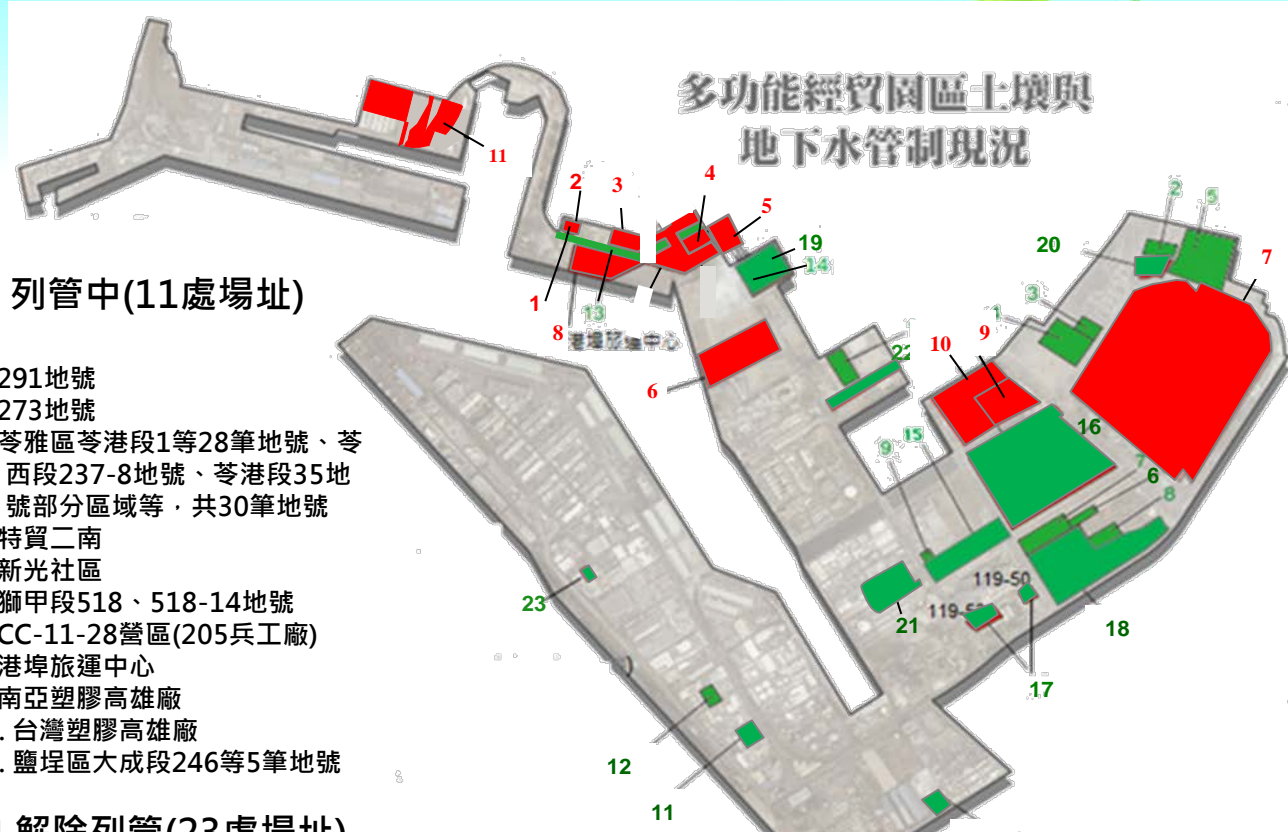 多功能經貿園區土壤與
地下水管制現況
列管中(11處場址)
291地號
273地號
苓雅區苓港段1等28筆地號、苓
西段237-8地號、苓港段35地
號部分區域等，共30筆地號
特貿二南
新光社區
獅甲段518、518-14地號
CC-11-28營區(205兵工廠)
港埠旅運中心
南亞塑膠高雄廠
. 台灣塑膠高雄廠
. 鹽埕區大成段246等5筆地號
解除列管(23處場址)
11
2
3
4
5
1
13
8
19
14
6
22
20
2
5
7
3
1
10
9
16
7
6
8
9
15
119-50
21
17
18
23
12
11